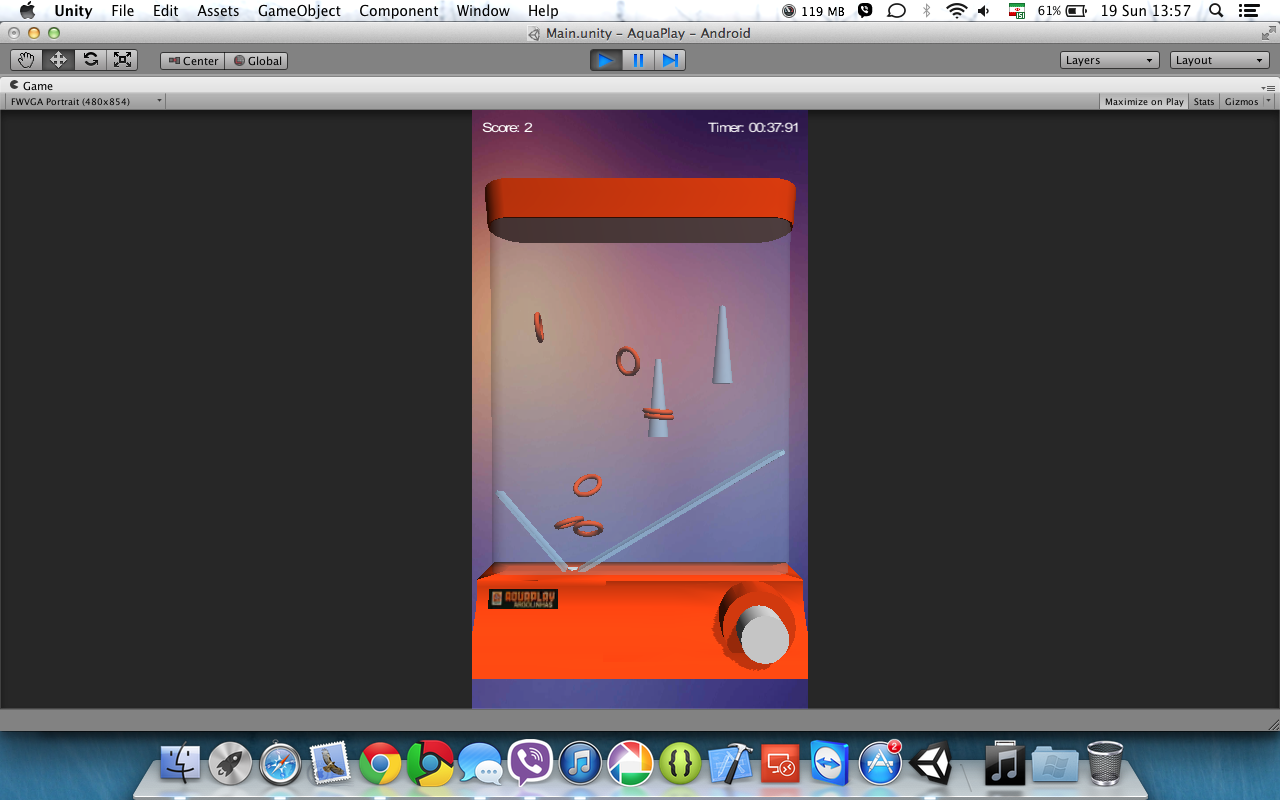 Unity File Edit Assets GameObject Component Window Help 119 MB 61% 19 Sun 13:57
Main.unity – AquaPlay – Android
Center Global Layers Layout
Game
FWVGA Portrait (480x854) Maximize on Play Stats Gizmos
Score: 2 Timer: 00:37:91
AQUAPLAY
ARGOLINHAS
2